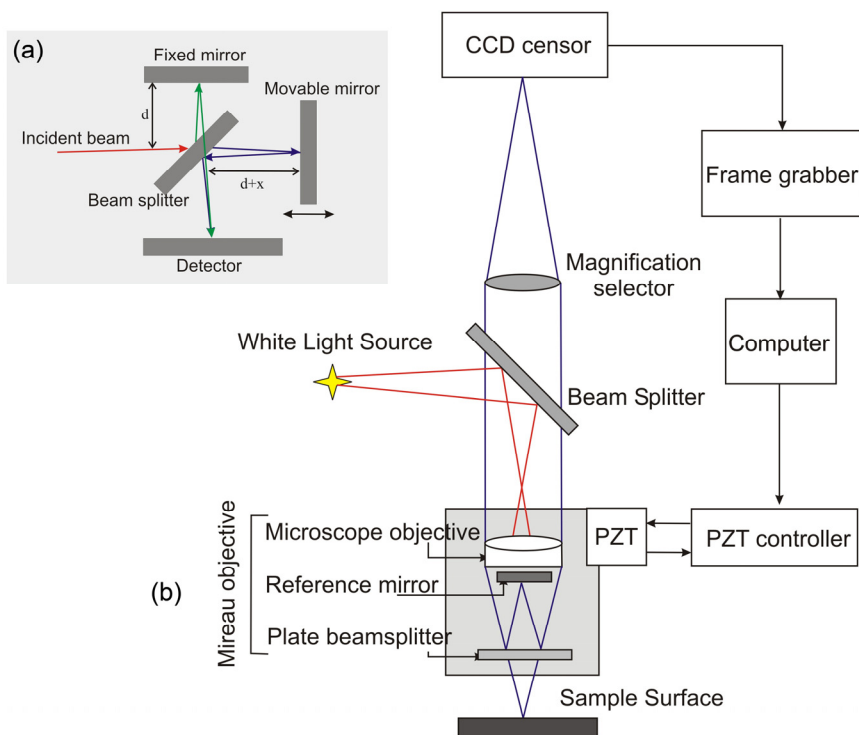 (a)
Fixed mirror
Movable mirror
d
Incident beam
d+x
Beam splitter
Detector
CCD censor
Frame grabber
Magnification
selector
White Light Source
Computer
Beam Splitter
Microscope objective
PZT
PZT controller
Mireau objective
(b)
Reference mirror
Plate beamsplitter
Sample Surface